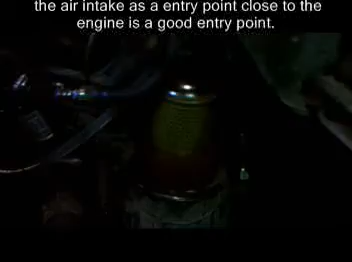 the air intake as a entry point close to the
engine is a good entry point.